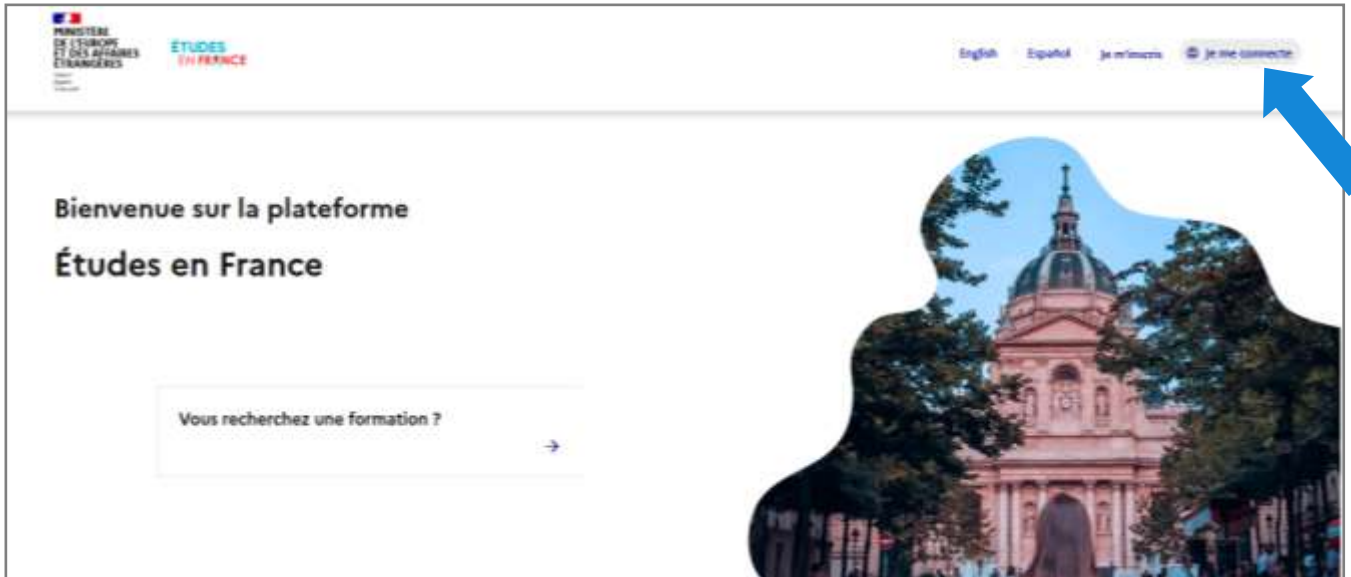 MINISTÈRE
DE L'EUROPE
ET DES AFFAIRES
ÉTRANGÈRES
ÉTUDES
EN FRANCE
English Español Je m'inscris Je me connecte
Bienvenue sur la plateforme
Études en France
Vous recherchez une formation ?